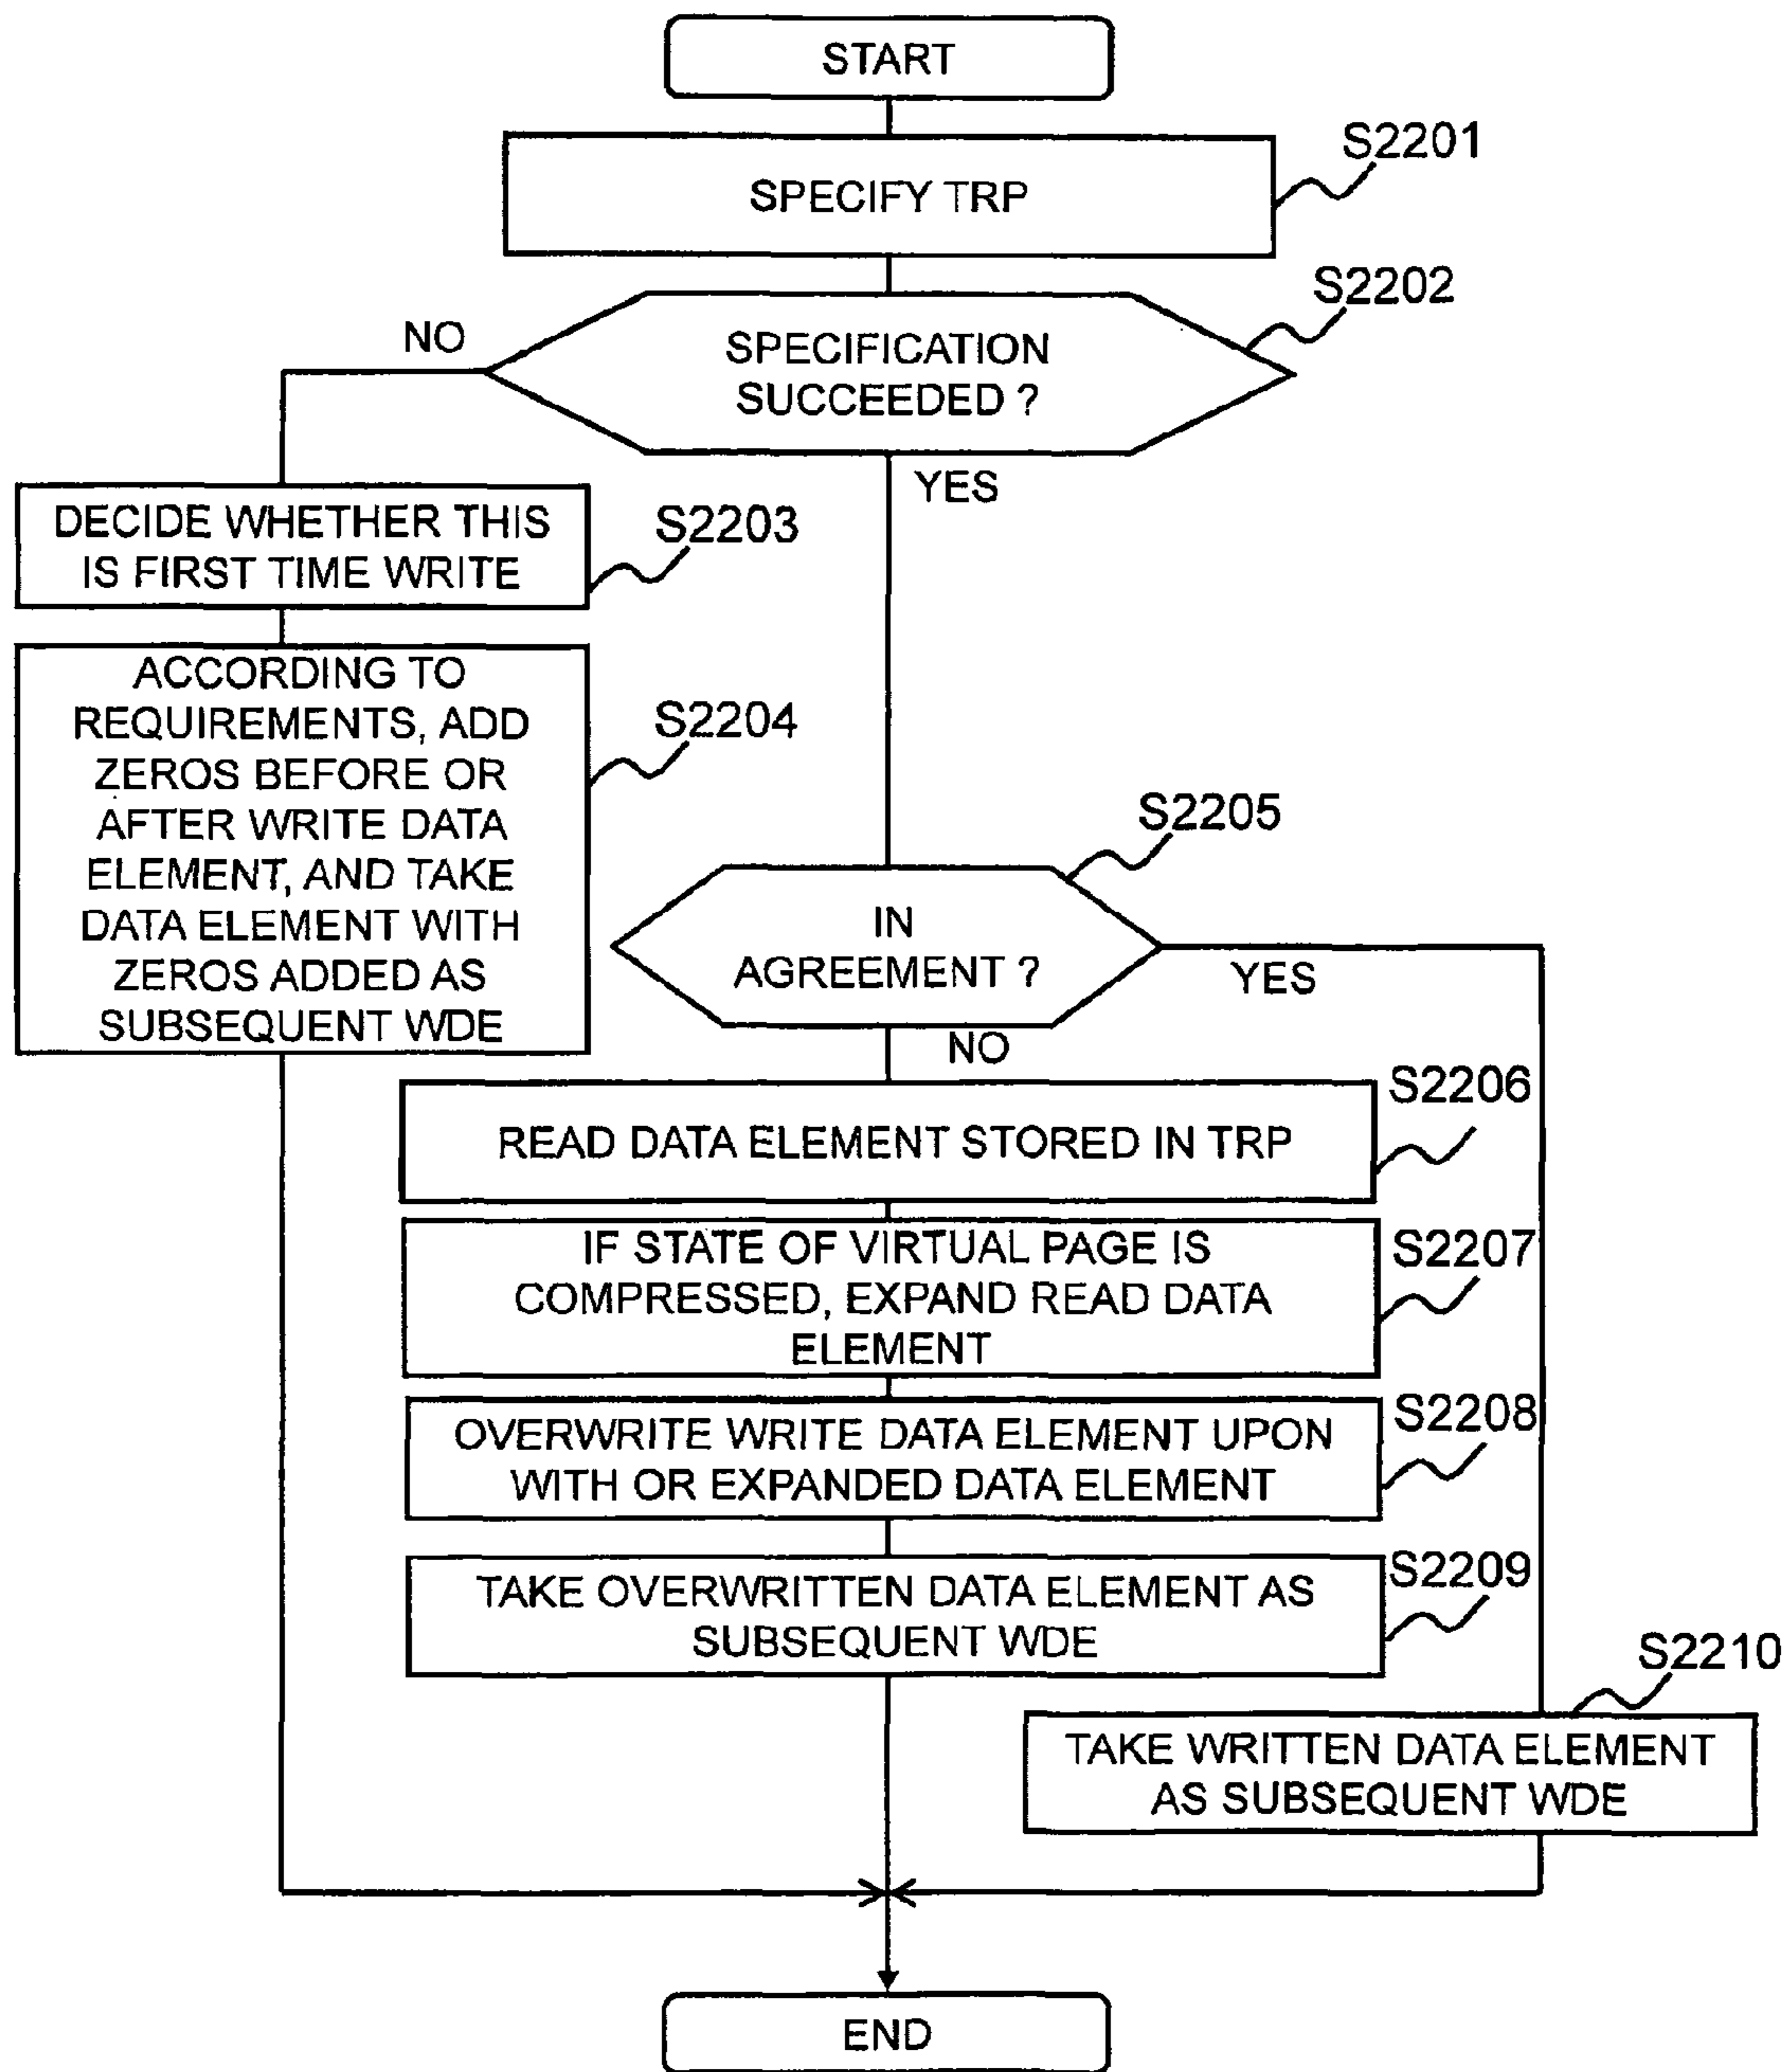 START
SPECIFY TRP
S2201
SPECIFICATION
SUCCEEDED ?
S2202
NO
YES
DECIDE WHETHER THIS
IS FIRST TIME WRITE
S2203
ACCORDING TO
REQUIREMENTS, ADD
ZEROS BEFORE OR
AFTER WRITE DATA
ELEMENT, AND TAKE
DATA ELEMENT WITH
ZEROS ADDED AS
SUBSEQUENT WDE
S2204
IN
AGREEMENT ?
S2205
YES
NO
READ DATA ELEMENT STORED IN TRP
S2206
IF STATE OF VIRTUAL PAGE IS
COMPRESSED, EXPAND READ DATA
ELEMENT
S2207
OVERWRITE WRITE DATA ELEMENT UPON
WITH OR EXPANDED DATA ELEMENT
S2208
TAKE OVERWRITTEN DATA ELEMENT AS
SUBSEQUENT WDE
S2209
S2210
TAKE WRITTEN DATA ELEMENT
AS SUBSEQUENT WDE
END